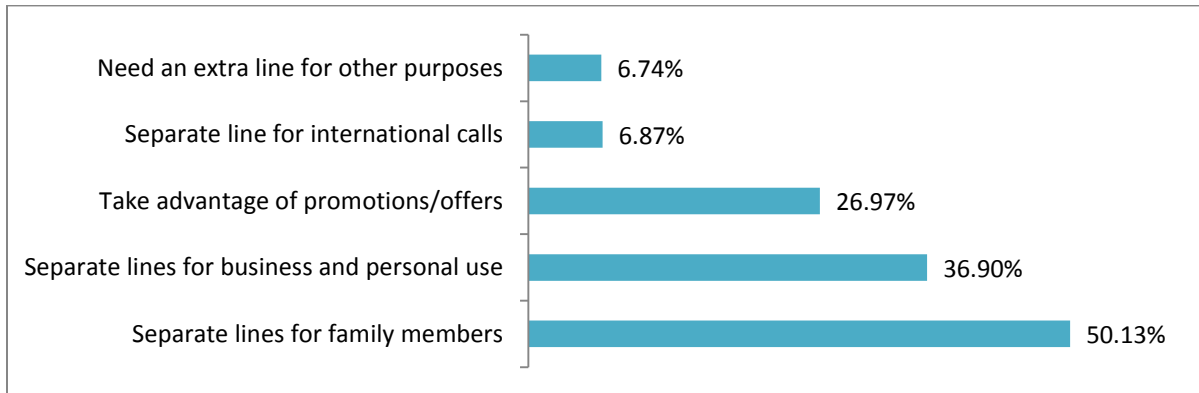 Need an extra line for other purposes 6.74%
Separate line for international calls 6.87%
Take advantage of promotions/offers 26.97%
Separate lines for business and personal use 36.90%
Separate lines for family members 50.13%